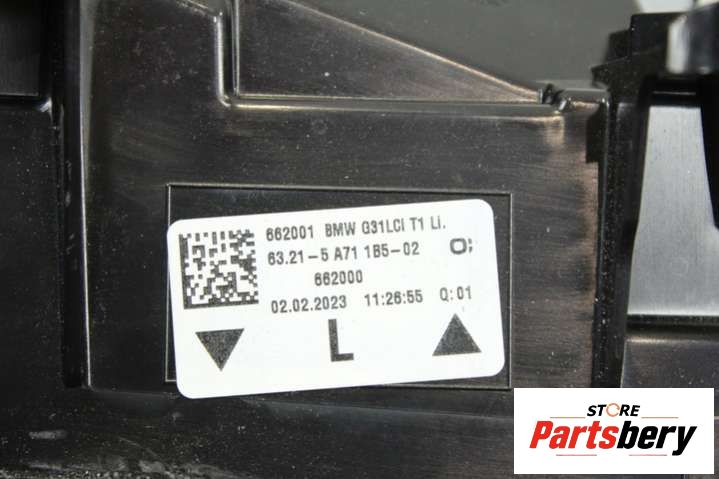 662001 BMW G31LCI T1 Li.
63.21-5 A71 1B5-02
662000
02.02.2023 11:26:55 Q:01
L
STORE
Partsbery